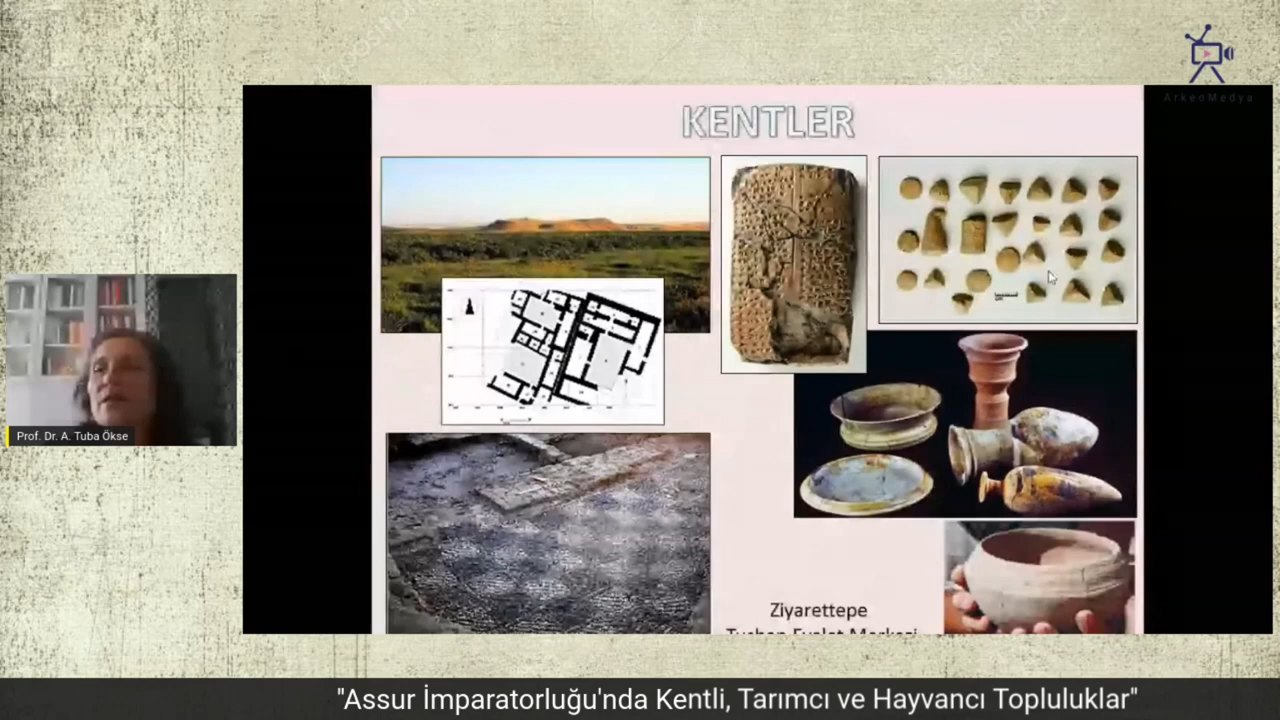 ArkeoMedya
KENTLER
Prof. Dr. A. Tuba Ökse
Ziyarettepe
"Assur İmparatorluğu'nda Kentli, Tarımcı ve Hayvancı Topluluklar"